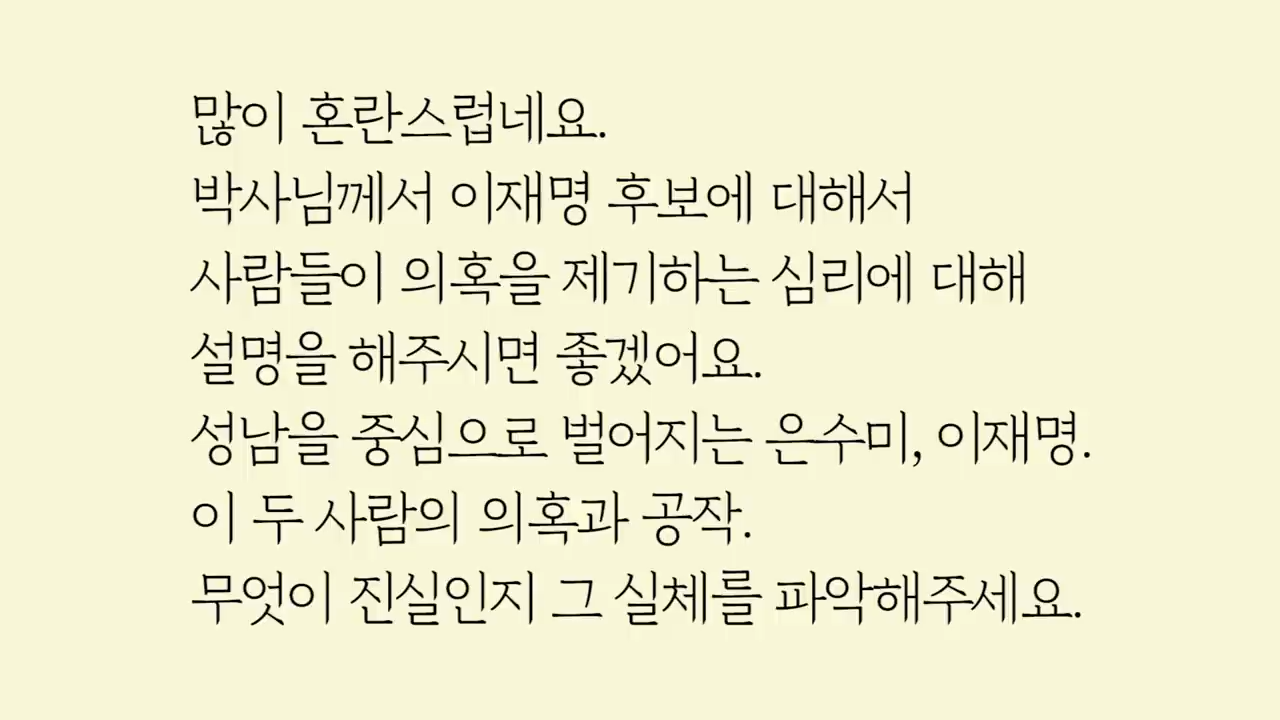 많이 혼란스럽네요.
박사님께서 이재명 후보에 대해서
사람들이 의혹을 제기하는 심리에 대해
설명을 해주시면 좋겠어요.
성남을 중심으로 벌어지는 은수미, 이재명.
이 두 사람의 의혹과 공작.
무엇이 진실인지 그 실체를 파악해주세요.